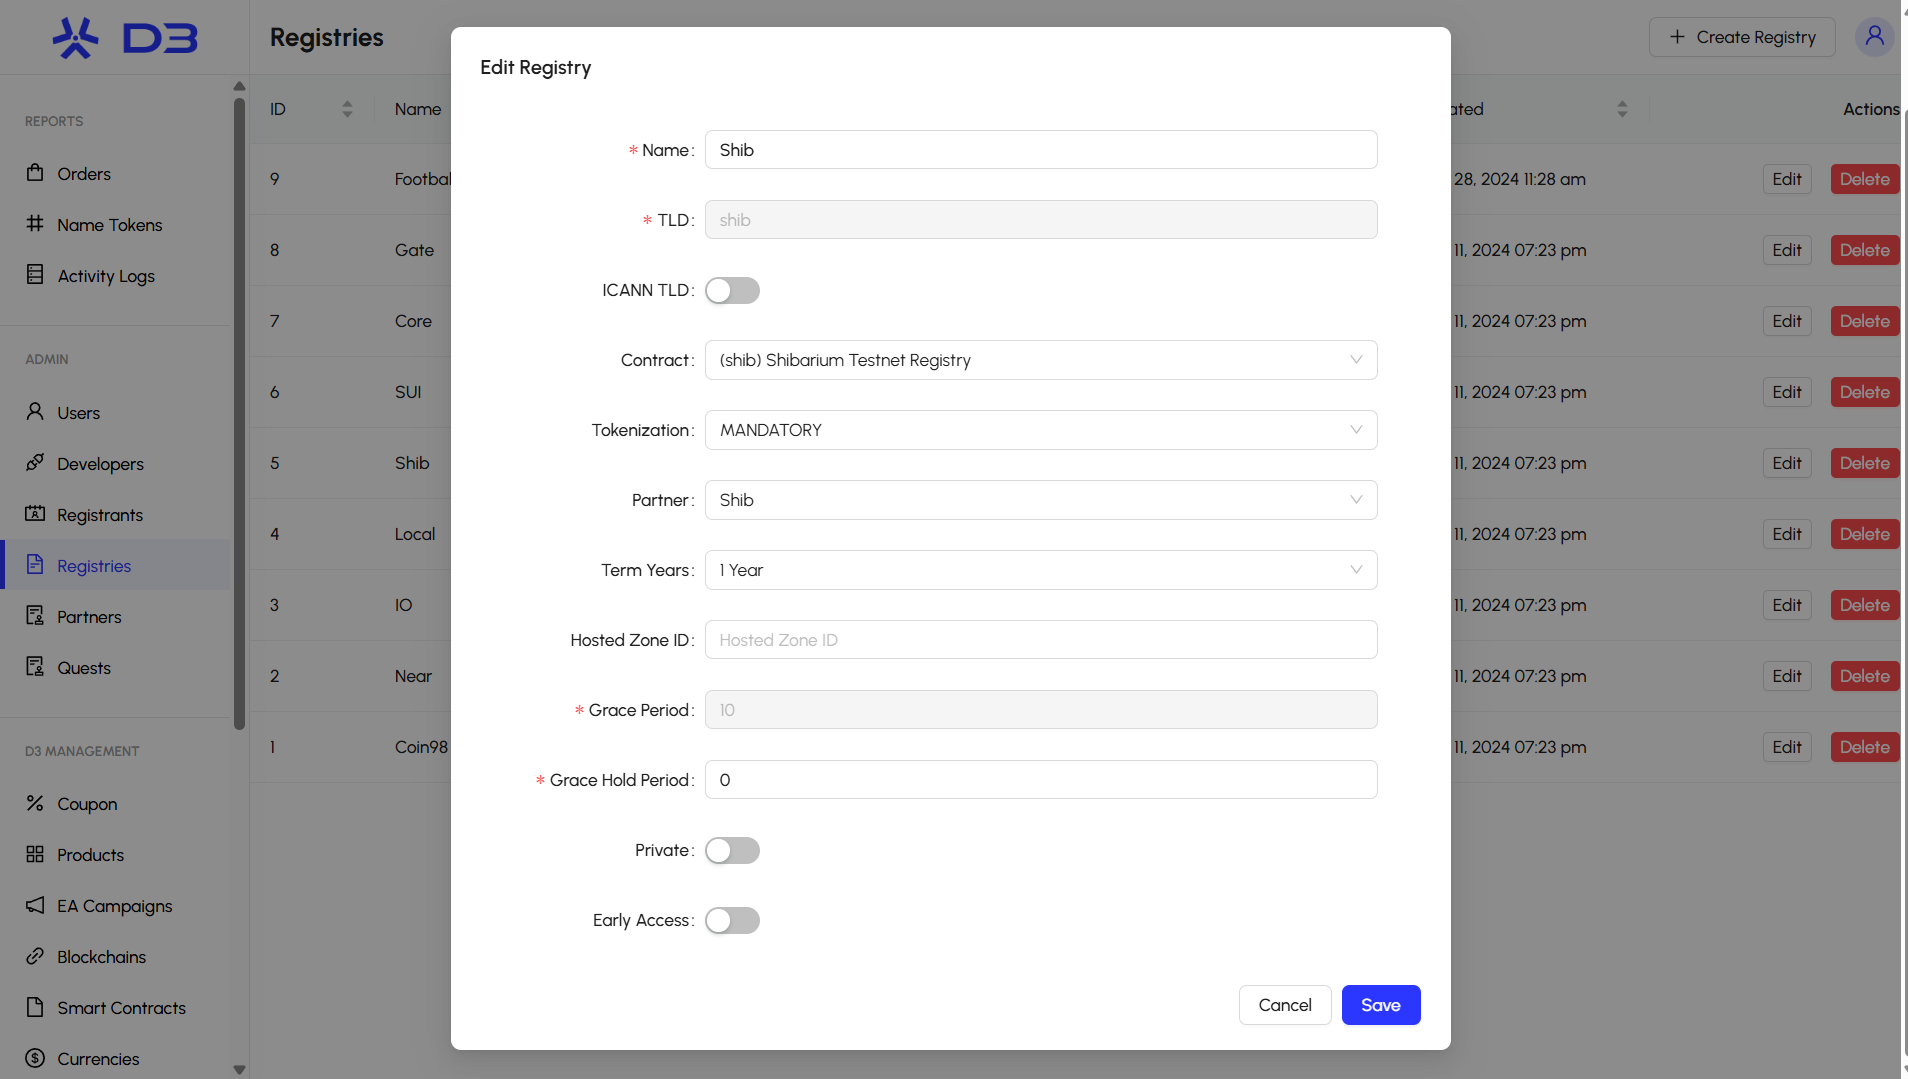 D3
Registries
+ Create Registry
REPORTS
Orders
Name Tokens
Activity Logs
ADMIN
Users
Developers
Registrants
Registries
Partners
Quests
D3 MANAGEMENT
Coupon
Products
EA Campaigns
Blockchains
Smart Contracts
Currencies
ID Name ated Actions
9 Footbal 28, 2024 11:28 am Edit Delete
8 Gate 11, 2024 07:23 pm Edit Delete
7 Core 11, 2024 07:23 pm Edit Delete
6 SUI 11, 2024 07:23 pm Edit Delete
5 Shib 11, 2024 07:23 pm Edit Delete
4 Local 11, 2024 07:23 pm Edit Delete
3 IO 11, 2024 07:23 pm Edit Delete
2 Near 11, 2024 07:23 pm Edit Delete
1 Coin98 11, 2024 07:23 pm Edit Delete
Edit Registry
* Name: Shib
* TLD: shib
ICANN TLD:
Contract: (shib) Shibarium Testnet Registry
Tokenization: MANDATORY
Partner: Shib
Term Years: 1 Year
Hosted Zone ID: Hosted Zone ID
* Grace Period: 10
* Grace Hold Period: 0
Private:
Early Access:
Cancel Save